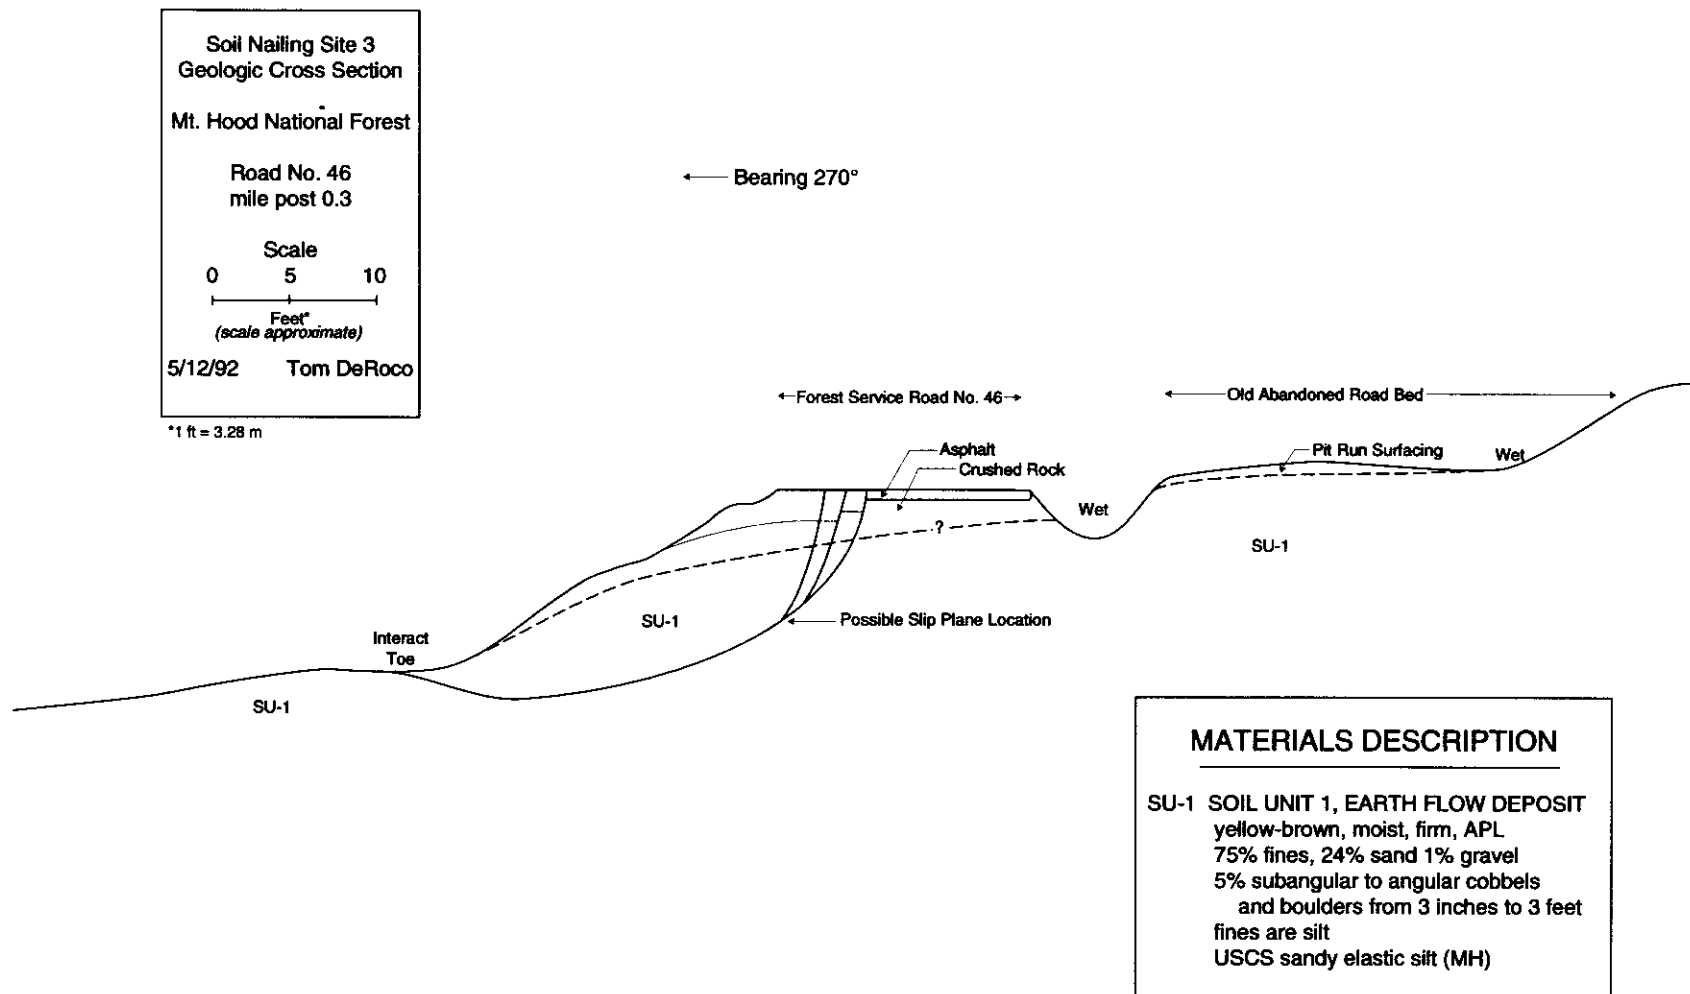 Soil Nailing Site 3
Geologic Cross Section
Mt. Hood National Forest
Road No. 46
mile post 0.3
Scale
0 5 10
Feet*
(scale approximate)
5/12/92 Tom DeRoco
*1 ft = 3.28 m
Bearing 270°
Forest Service Road No. 46
Old Abandoned Road Bed
Asphalt
Crushed Rock
Pit Run Surfacing
Wet
Wet
?
SU-1
SU-1
Possible Slip Plane Location
Interact
Toe
SU-1
MATERIALS DESCRIPTION
SU-1 SOIL UNIT 1, EARTH FLOW DEPOSIT
yellow-brown, moist, firm, APL
75% fines, 24% sand 1% gravel
5% subangular to angular cobbels
and boulders from 3 inches to 3 feet
fines are silt
USCS sandy elastic silt (MH)